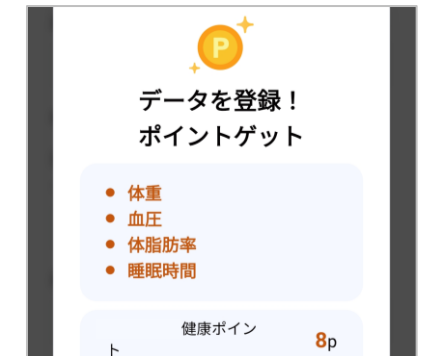 P
データを登録！
ポイントゲット
● 体重
● 血圧
● 体脂肪率
● 睡眠時間
健康ポイン
ト
8p